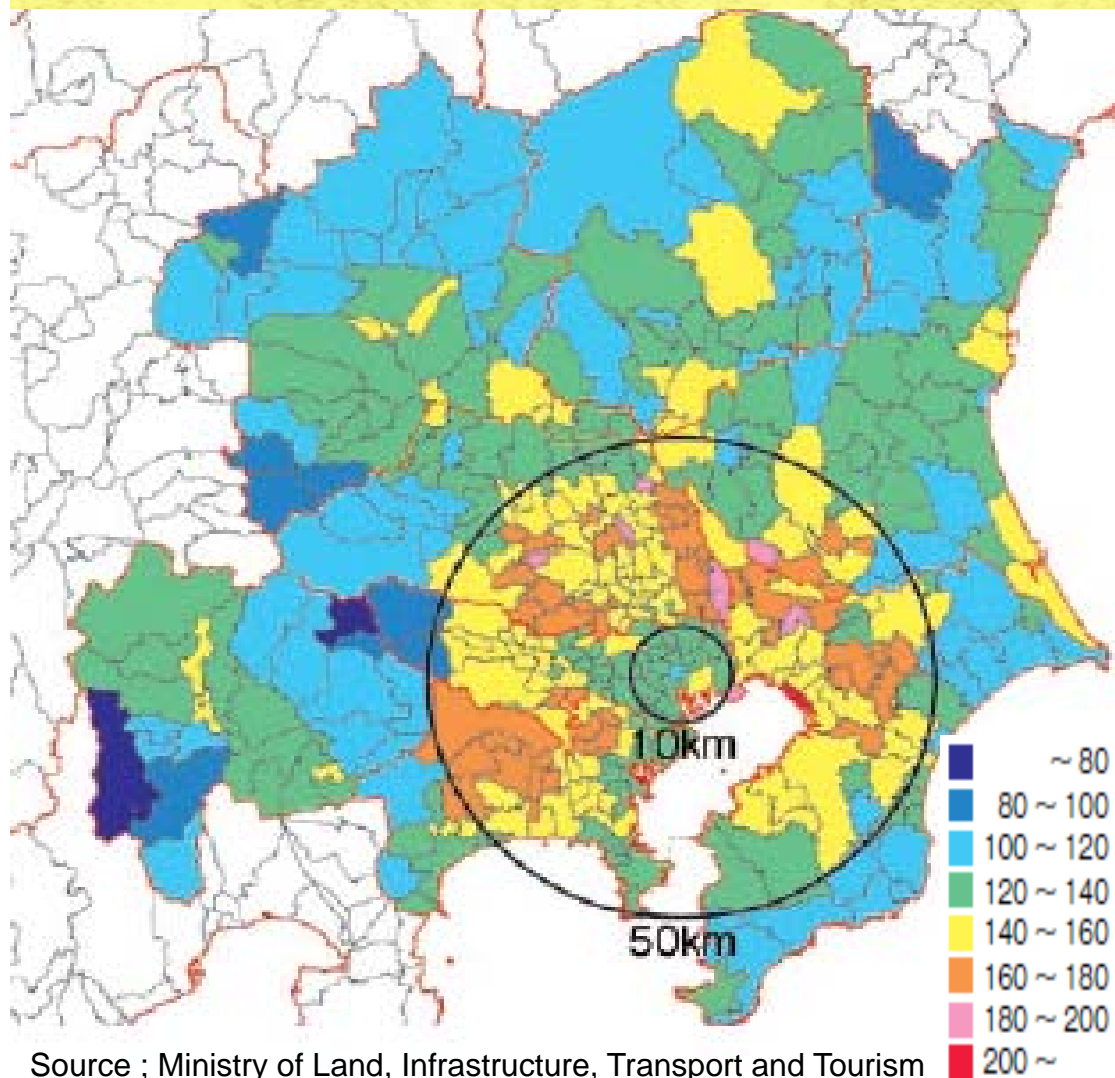 10km
50km
~ 80
80 ~ 100
100 ~ 120
120 ~ 140
140 ~ 160
160 ~ 180
180 ~ 200
200 ~
Source ; Ministry of Land, Infrastructure, Transport and Tourism